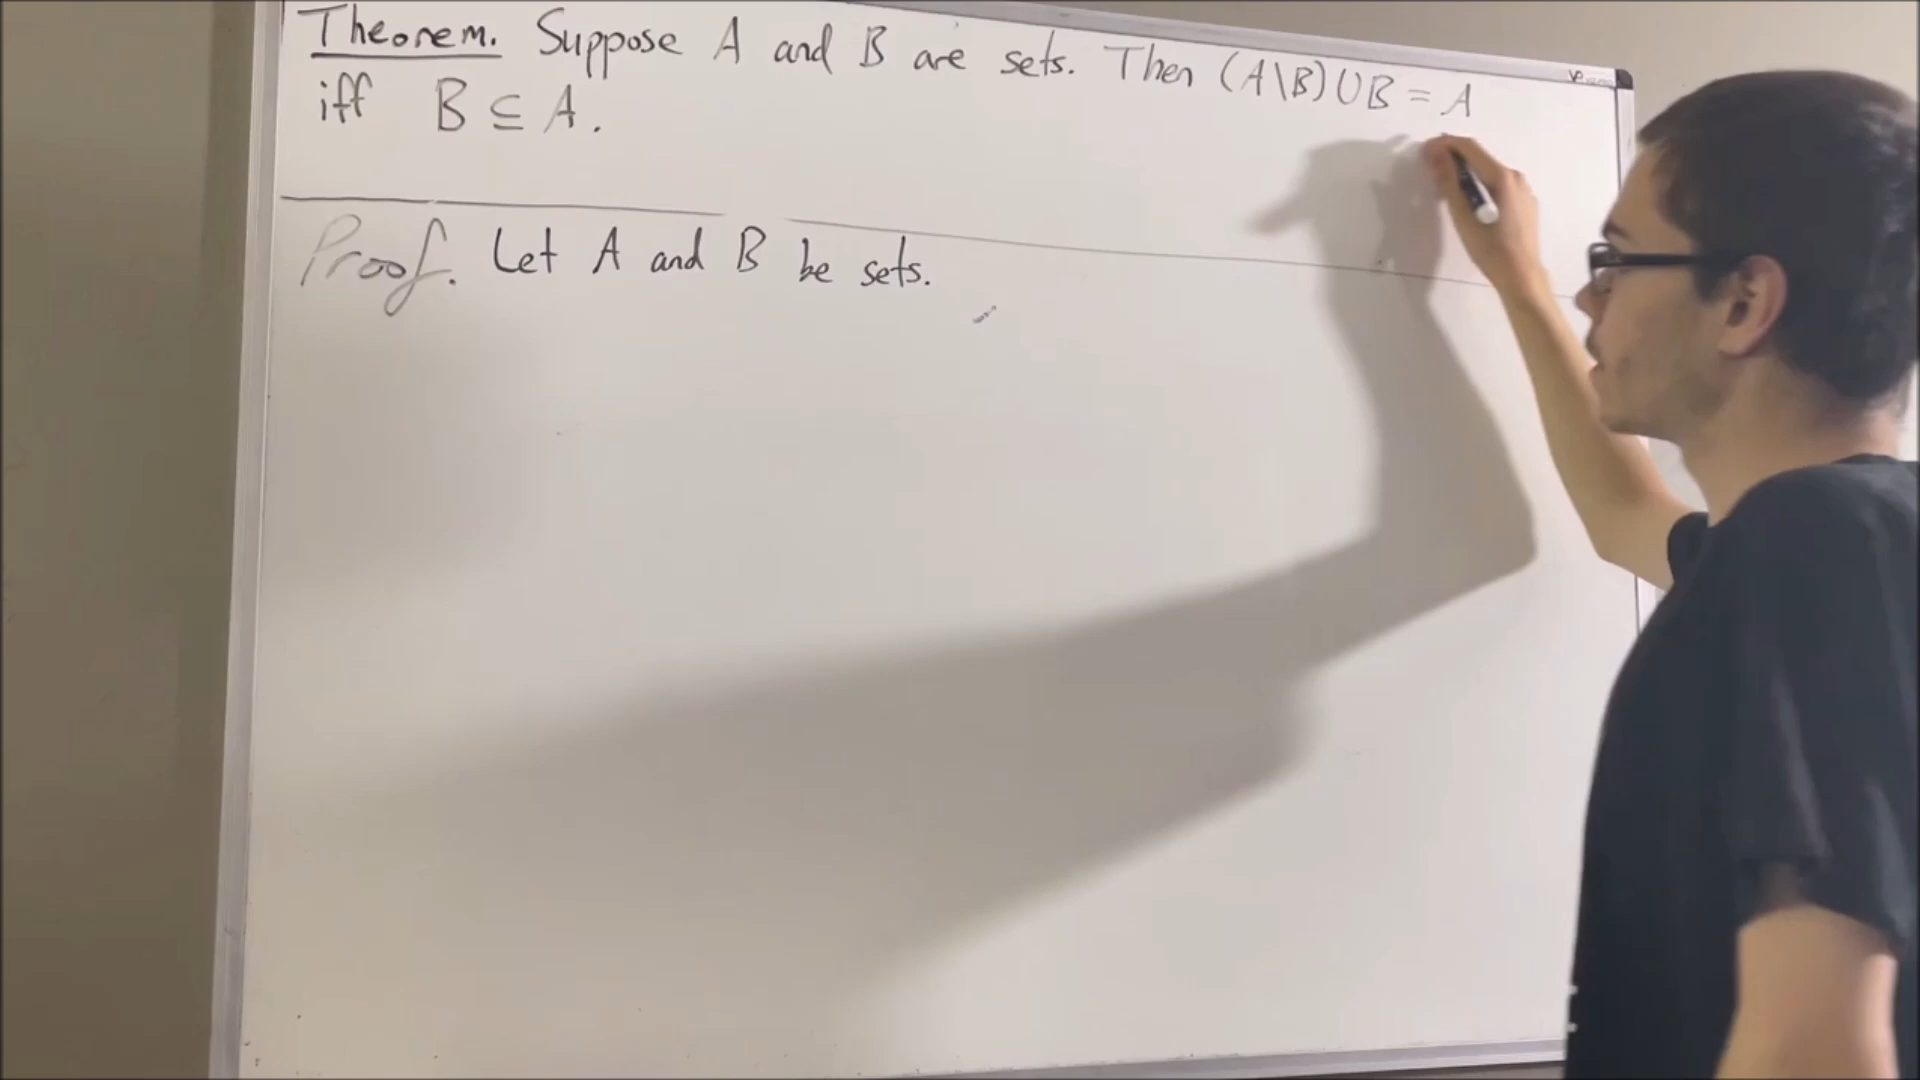 Theorem. Suppose A and B are sets. Then (A\B)∪B = A
iff B ⊆ A.
Proof. Let A and B be sets.